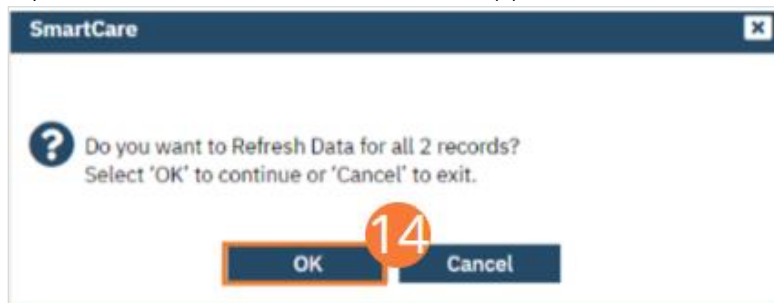 SmartCare
Do you want to Refresh Data for all 2 records?
Select 'OK' to continue or 'Cancel' to exit.
14
OK Cancel